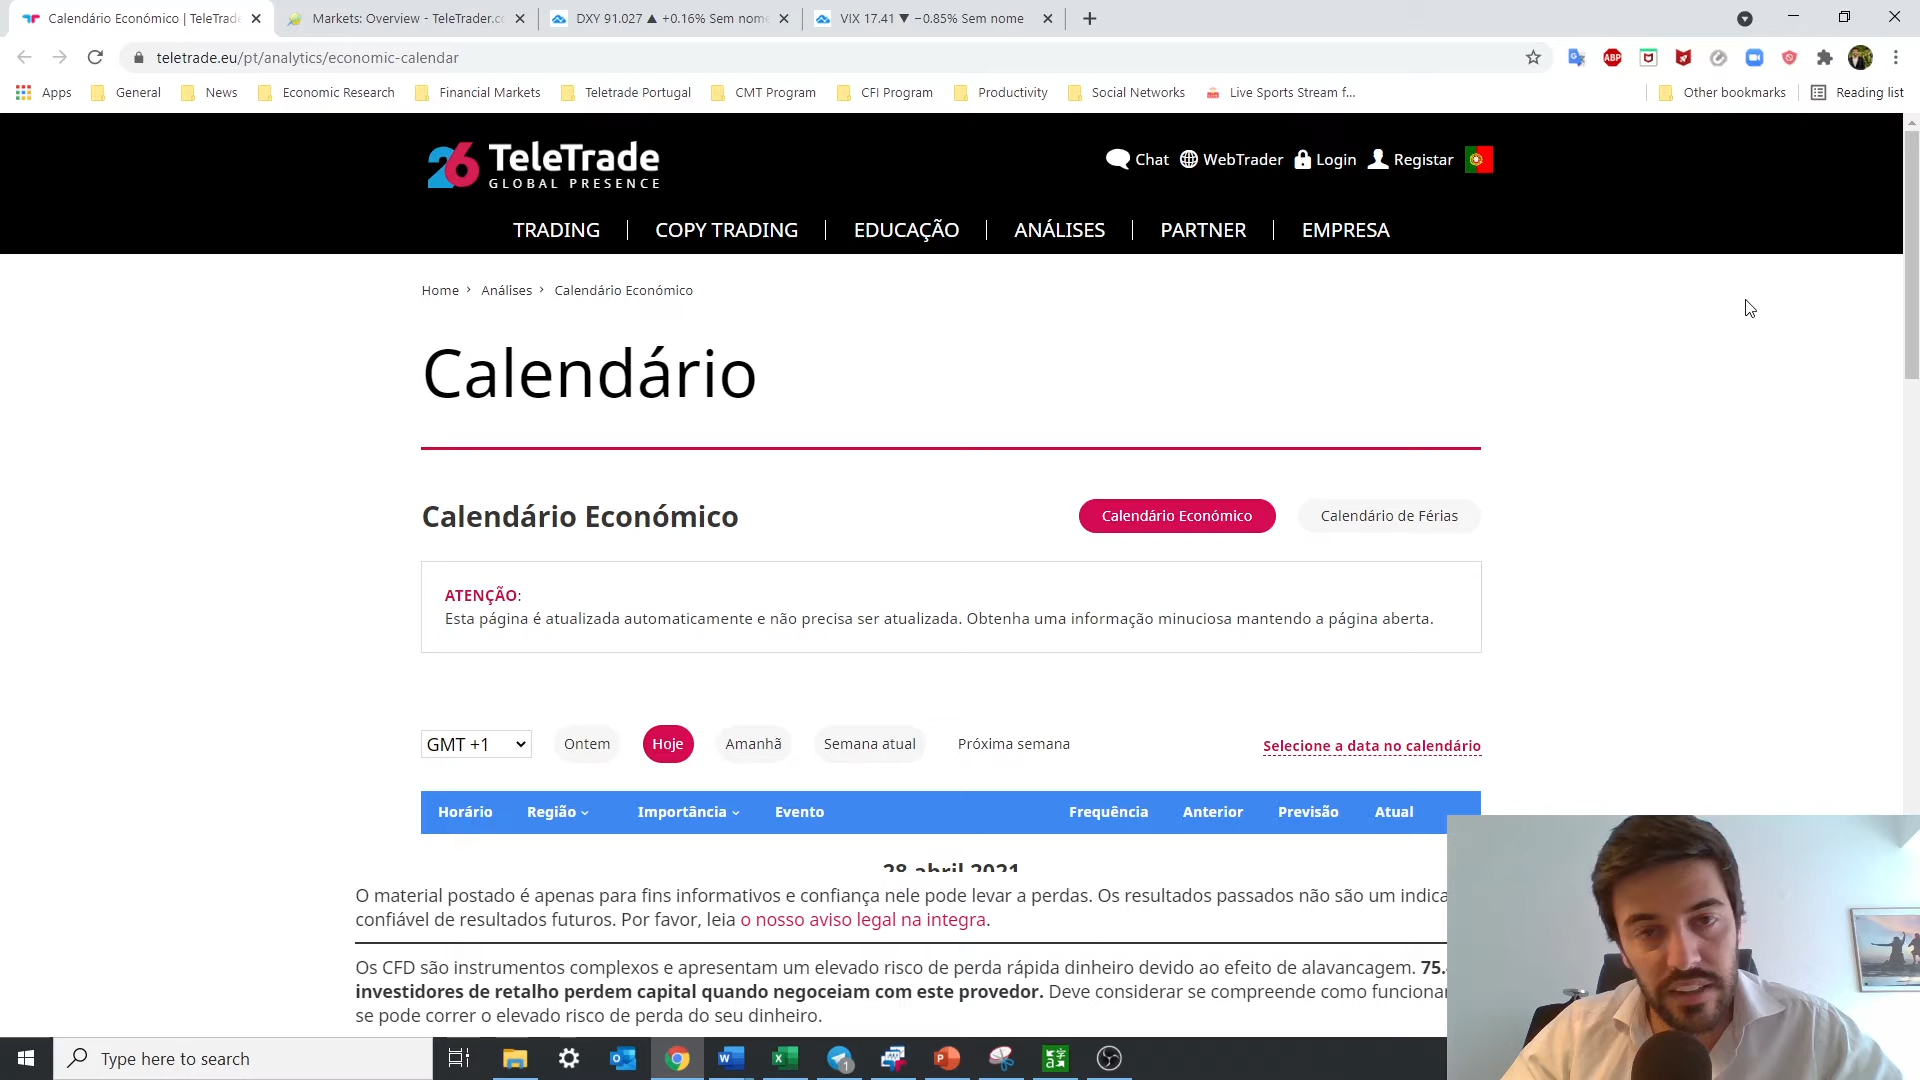 Calendário Económico | TeleTrade
Markets: Overview - TeleTrader.co
DXY 91.027 ▲ +0.16% Sem nome
VIX 17.41 ▼ −0.85% Sem nome
teletrade.eu/pt/analytics/economic-calendar
Apps
General
News
Economic Research
Financial Markets
Teletrade Portugal
CMT Program
CFI Program
Productivity
Social Networks
Live Sports Stream f...
Other bookmarks
Reading list
26 TeleTrade
GLOBAL PRESENCE
Chat
WebTrader
Login
Registar
TRADING
COPY TRADING
EDUCAÇÃO
ANÁLISES
PARTNER
EMPRESA
Home › Análises › Calendário Económico
Calendário
Calendário Económico
Calendário Económico
Calendário de Férias
ATENÇÃO:
Esta página é atualizada automaticamente e não precisa ser atualizada. Obtenha uma informação minuciosa mantendo a página aberta.
GMT +1
Ontem
Hoje
Amanhã
Semana atual
Próxima semana
Selecione a data no calendário
Horário
Região
Importância
Evento
Frequência
Anterior
Previsão
Atual
28 abril 2021
O material postado é apenas para fins informativos e confiança nele pode levar a perdas. Os resultados passados não são um indica
confiável de resultados futuros. Por favor, leia o nosso aviso legal na integra.
Os CFD são instrumentos complexos e apresentam um elevado risco de perda rápida dinheiro devido ao efeito de alavancagem. 75.
investidores de retalho perdem capital quando negoceiam com este provedor. Deve considerar se compreende como funcionam
se pode correr o elevado risco de perda do seu dinheiro.
Type here to search